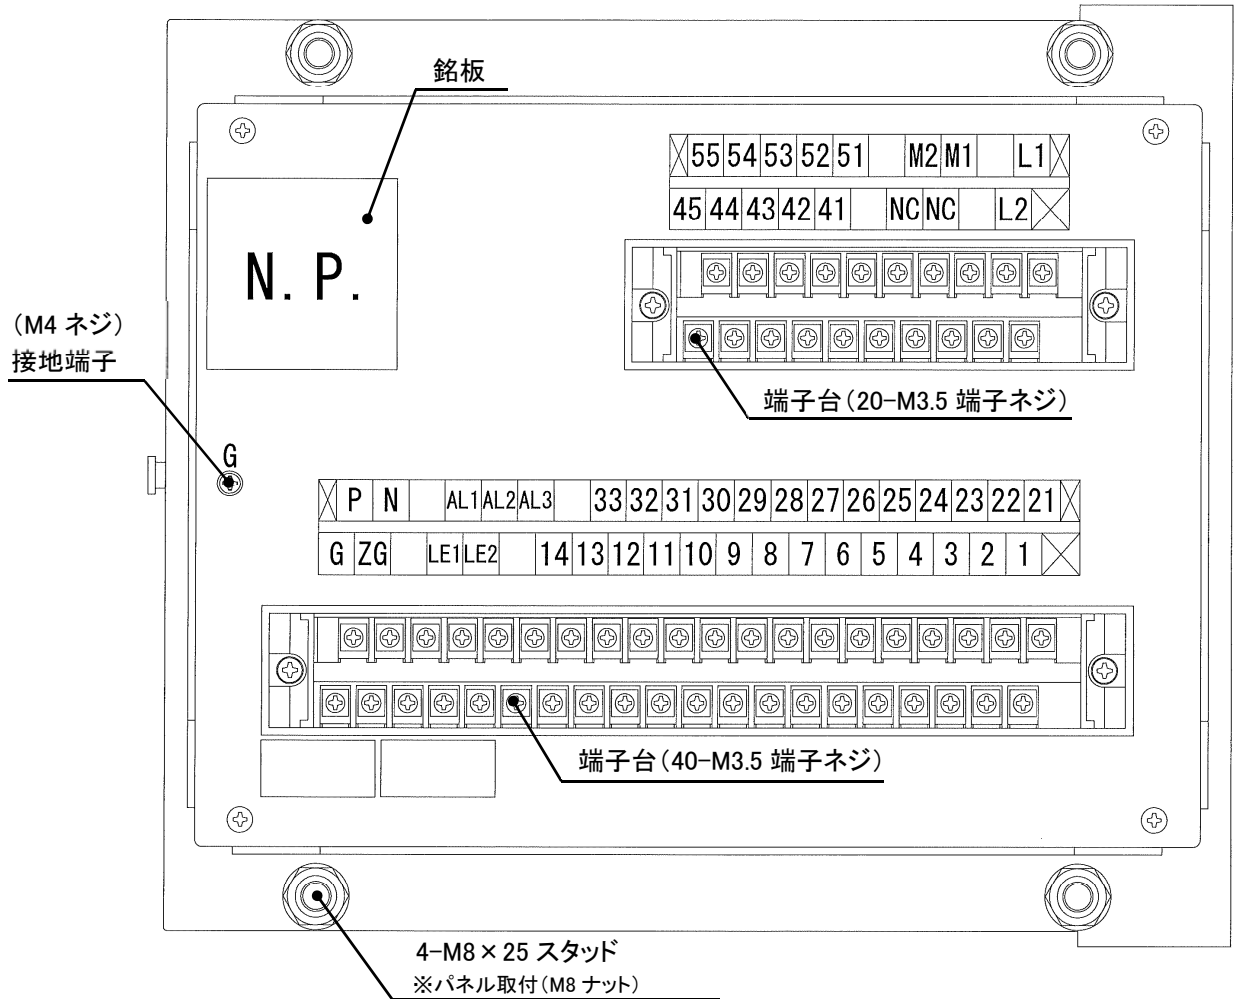 銘板
55 54 53 52 51 M2 M1 L1
45 44 43 42 41 NC NC L2
N. P.
(M4 ネジ)
接地端子
端子台(20-M3.5 端子ネジ)
G
P N AL1 AL2 AL3 33 32 31 30 29 28 27 26 25 24 23 22 21
G ZG LE1 LE2 14 13 12 11 10 9 8 7 6 5 4 3 2 1
端子台(40-M3.5 端子ネジ)
4-M8×25 スタッド
※パネル取付(M8 ナット)